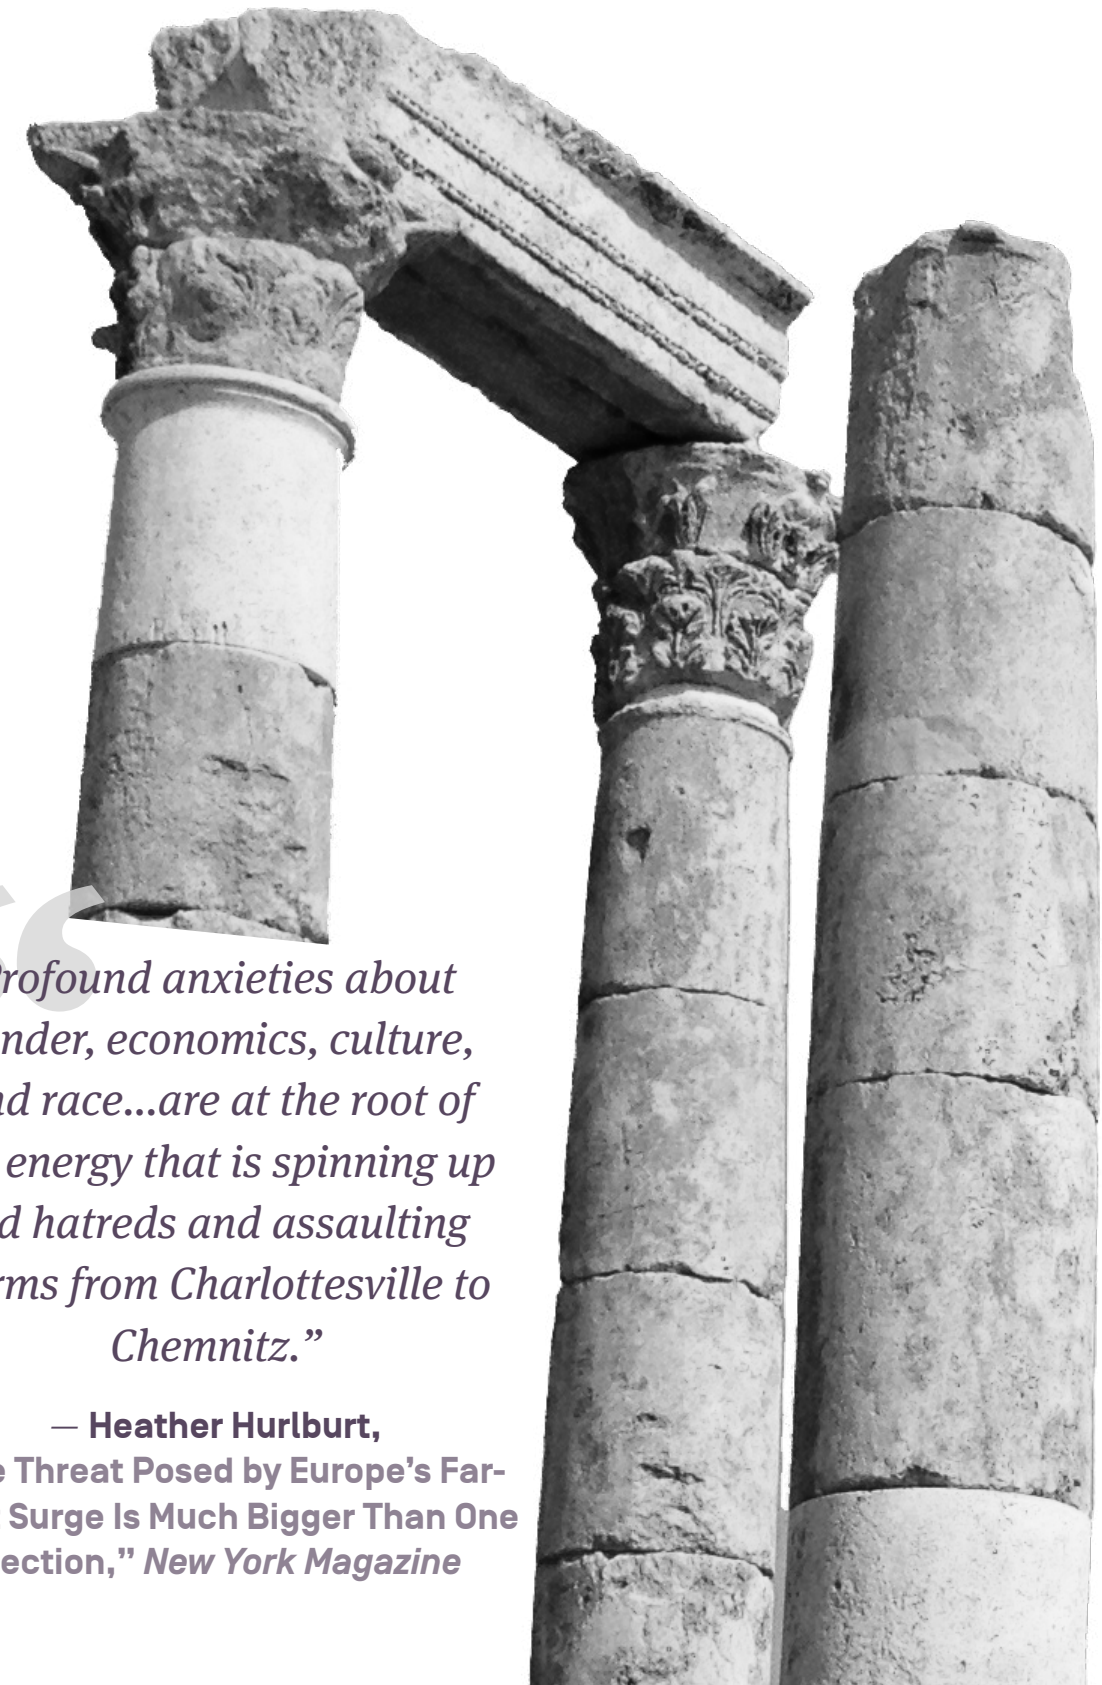 rofound anxieties about
nder, economics, culture,
nd race...are at the root of
energy that is spinning up
d hatreds and assaulting
rms from Charlottesville to
Chemnitz.”
— Heather Hurlburt,
e Threat Posed by Europe’s Far-
Surge Is Much Bigger Than One
ection,” New York Magazine